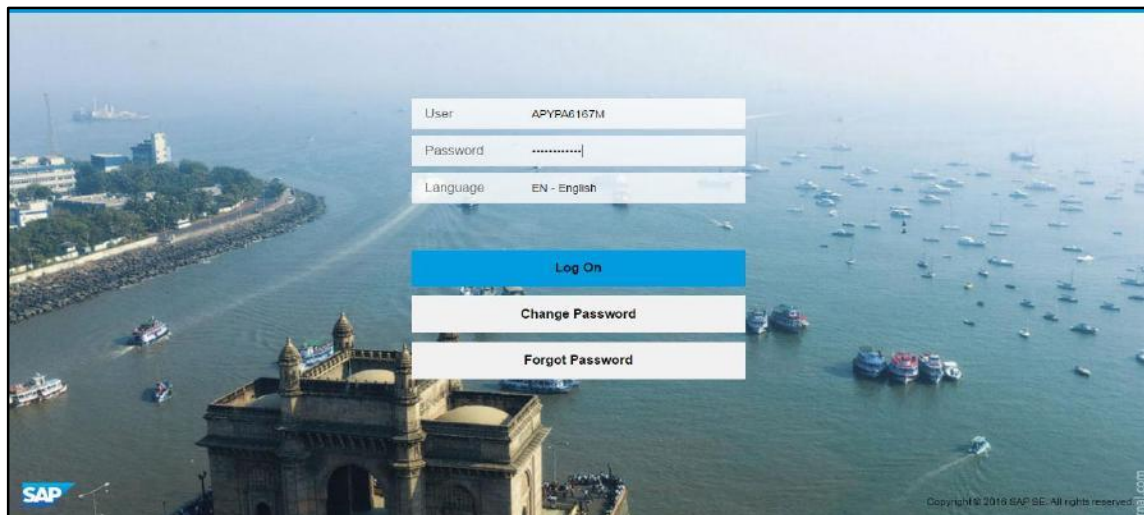 User APYPA6167M
Password ············
Language EN - English
Log On
Change Password
Forgot Password
SAP
Copyright © 2016 SAP SE. All rights reserved.